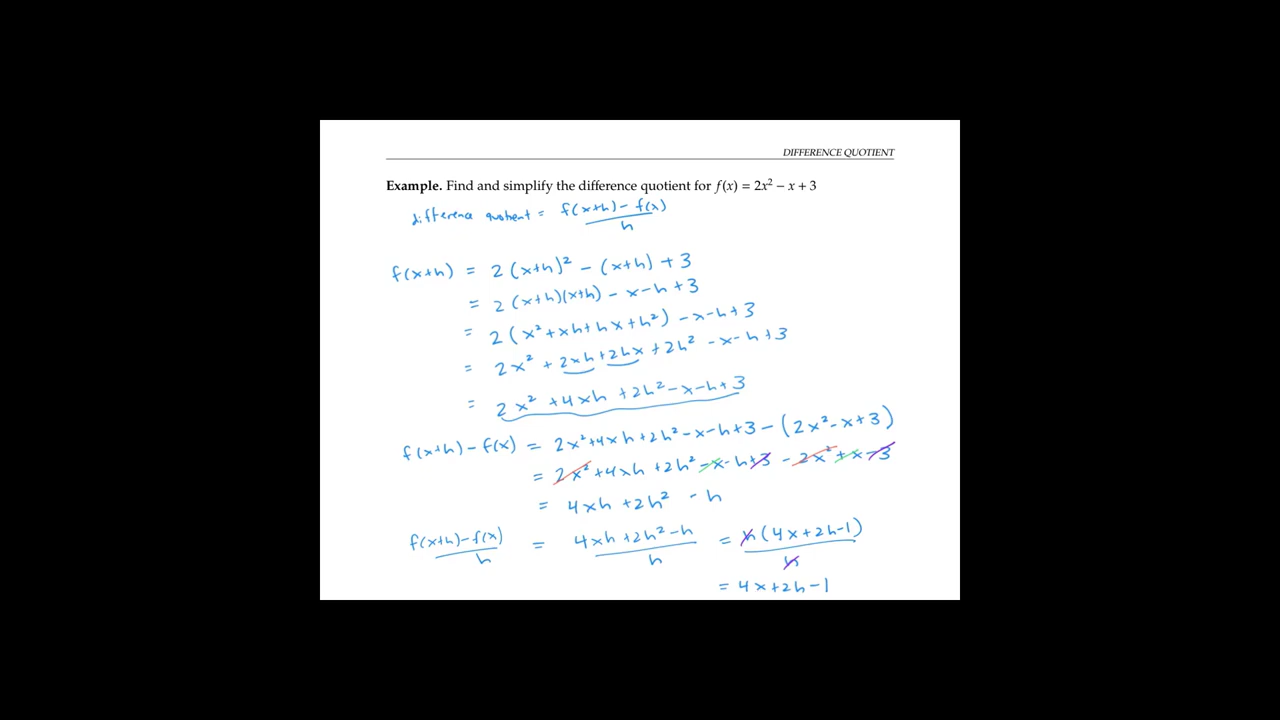 DIFFERENCE QUOTIENT
Example. Find and simplify the difference quotient for f(x) = 2x² − x + 3
difference quotient = f(x+h) − f(x) / h
f(x+h) = 2(x+h)² − (x+h) + 3
= 2(x+h)(x+h) − x−h+3
= 2(x²+xh+hx+h²) −x−h+3
= 2x² + 2xh+2hx+2h² −x−h+3
= 2x² +4xh +2h²−x−h+3
f(x+h) − f(x) = 2x²+4xh+2h²−x−h+3 − (2x²−x+3)
= 2x²+4xh+2h²−x−h+3 − 2x²+x−3
= 4xh +2h² − h
f(x+h)−f(x) / h = 4xh+2h²−h / h = h(4x+2h−1) / h
= 4x+2h−1